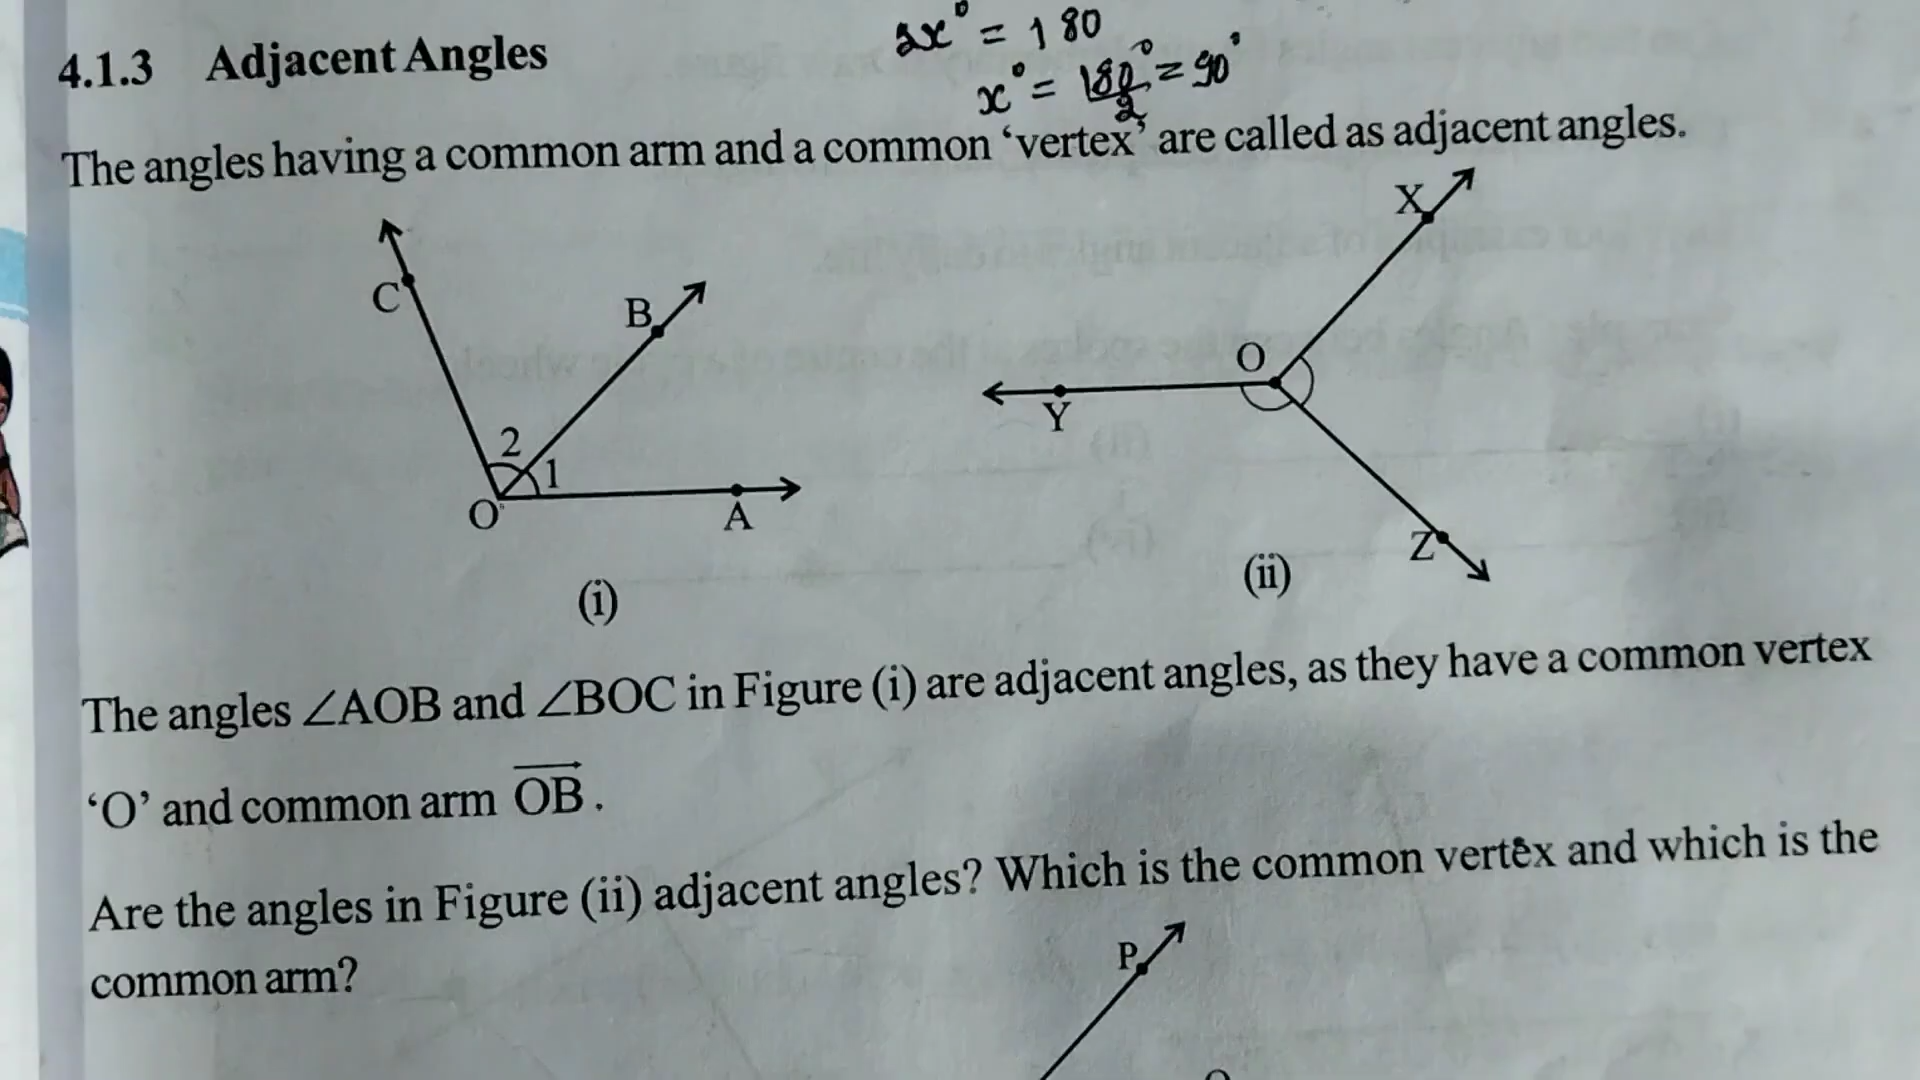 2x° = 180
4.1.3 Adjacent Angles
x° = 180°/2 = 90°
The angles having a common arm and a common ‘vertex’ are called as adjacent angles.
X
C
B
O
Y
2
1
O
A
Z
(i)
(ii)
The angles ∠AOB and ∠BOC in Figure (i) are adjacent angles, as they have a common vertex
‘O’ and common arm OB⃗ .
Are the angles in Figure (ii) adjacent angles? Which is the common vertex and which is the
common arm?
P